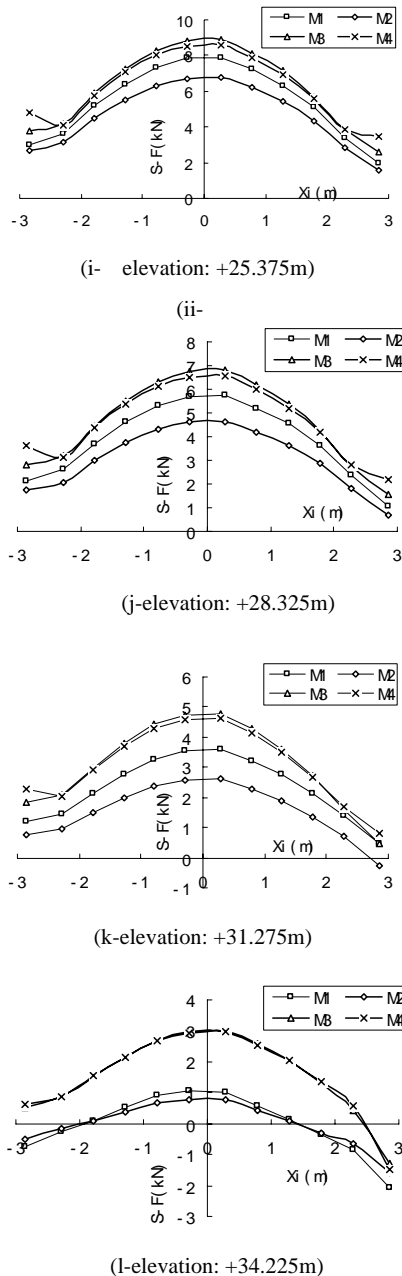 10
8
6
4
2
0
S-F(kN)
M1 M2
M3 M4
Xi(m)
-3 -2 -1 0 1 2 3
(i- elevation: +25.375m)
(ii-
8
7
6
5
4
3
2
1
0
S-F(kN)
M1 M2
M3 M4
Xi(m)
-3 -2 -1 0 1 2 3
(j-elevation: +28.325m)
6
5
4
3
2
1
0
-1
S-F(kN)
M1 M2
M3 M4
Xi(m)
-3 -2 -1 0 1 2 3
(k-elevation: +31.275m)
4
3
2
1
0
-1
-2
-3
S-F(kN)
M1 M2
M3 M4
Xi(m)
-3 -2 -1 0 1 2 3
(l-elevation: +34.225m)